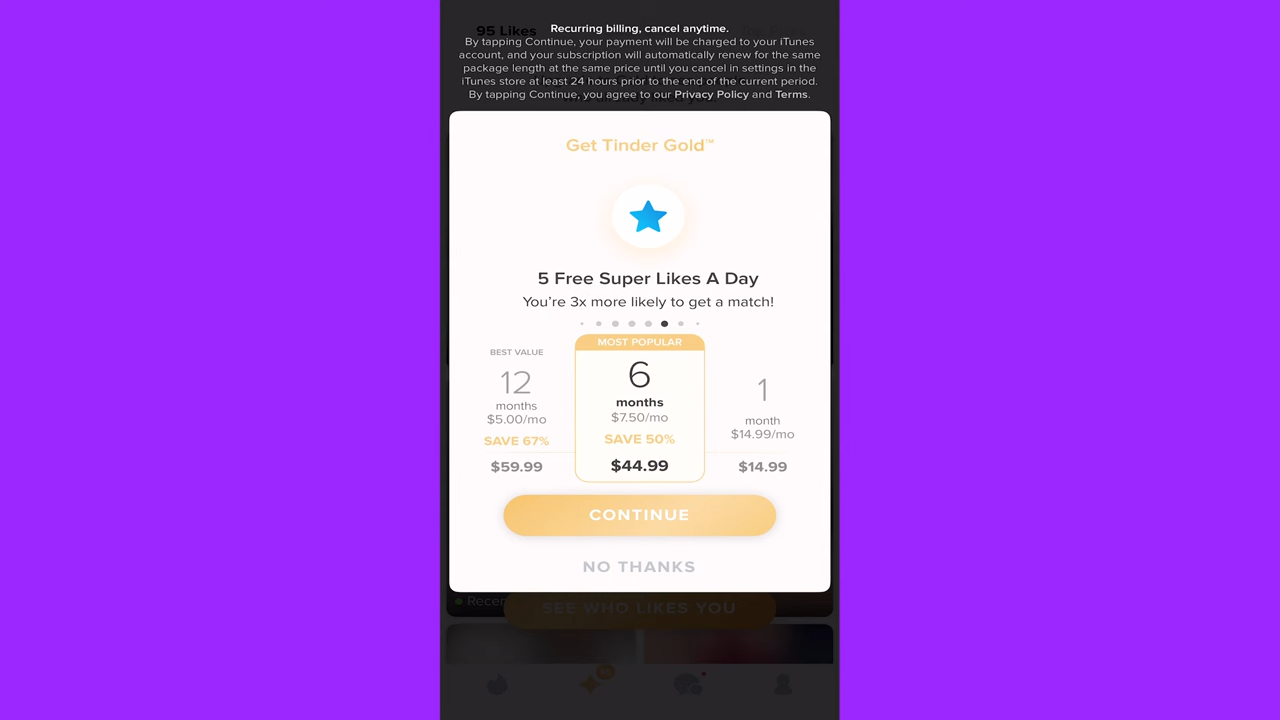 95 Likes
Recurring billing, cancel anytime.
By tapping Continue, your payment will be charged to your iTunes
account, and your subscription will automatically renew for the same
package length at the same price until you cancel in settings in the
iTunes store at least 24 hours prior to the end of the current period.
By tapping Continue, you agree to our Privacy Policy and Terms.
Get Tinder Gold™
5 Free Super Likes A Day
You're 3x more likely to get a match!
MOST POPULAR
BEST VALUE
12
months
$5.00/mo
SAVE 67%
$59.99
6
months
$7.50/mo
SAVE 50%
$44.99
1
month
$14.99/mo
$14.99
CONTINUE
NO THANKS
SEE WHO LIKES YOU